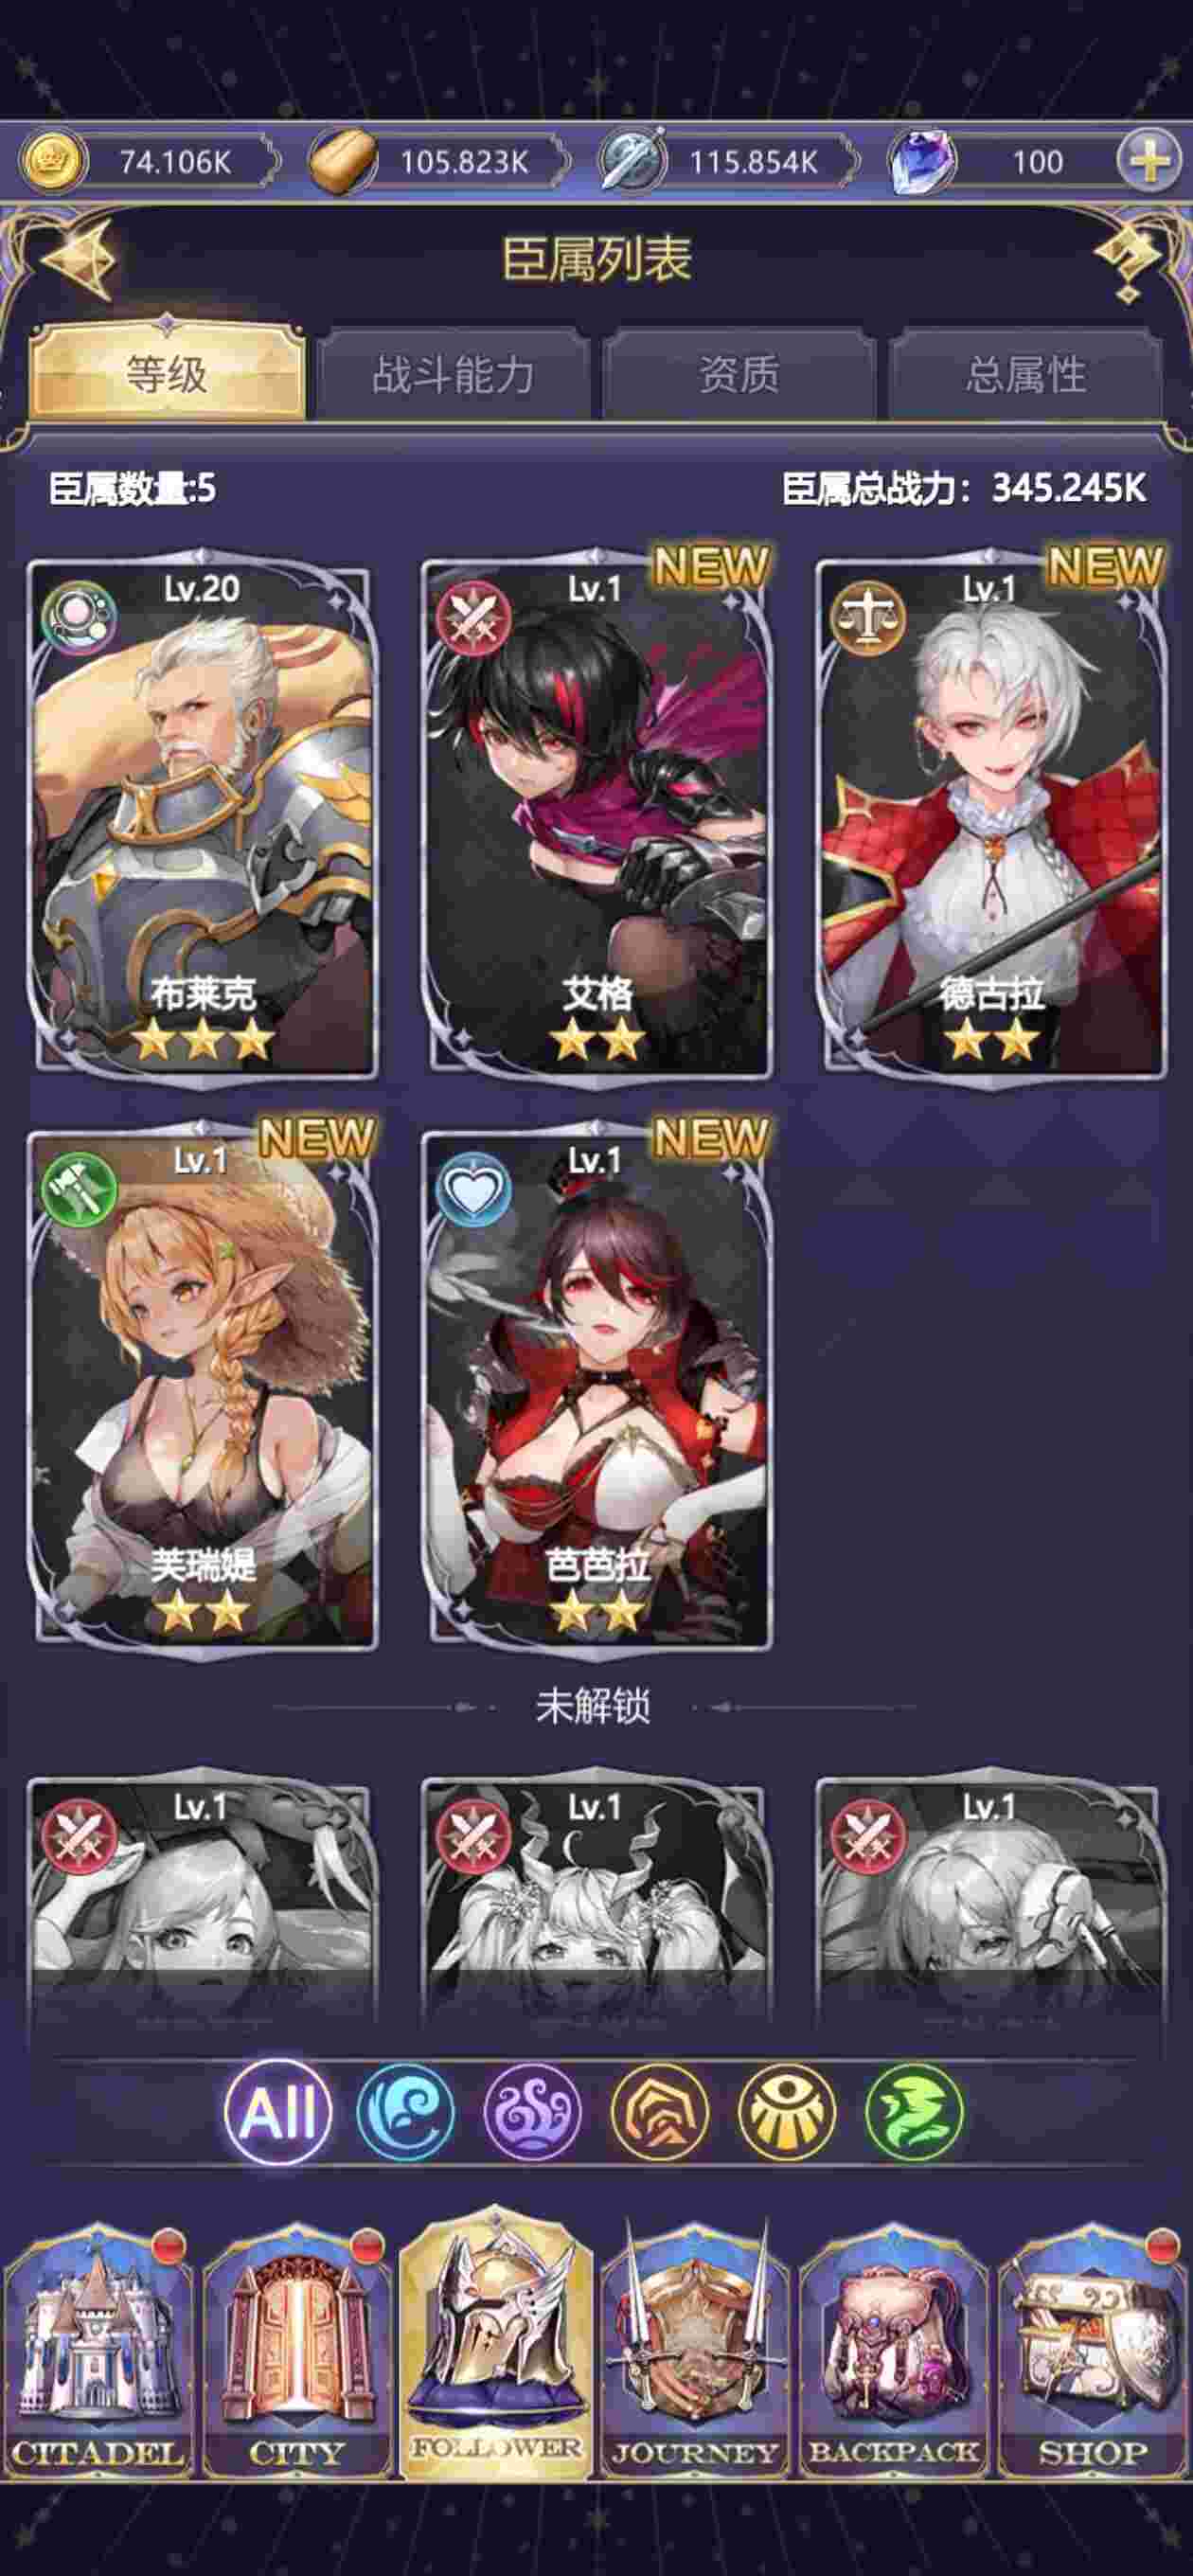 74.106K 105.823K 115.854K 100
臣属列表
等级 战斗能力 资质 总属性
臣属数量:5 臣属总战力：345.245K
NEW NEW
Lv.20 Lv.1 Lv.1
布莱克 艾格 德古拉
NEW NEW
Lv.1 Lv.1
芙瑞媞 芭芭拉
未解锁
Lv.1 Lv.1 Lv.1
All
CITADEL CITY FOLLOWER JOURNEY BACKPACK SHOP